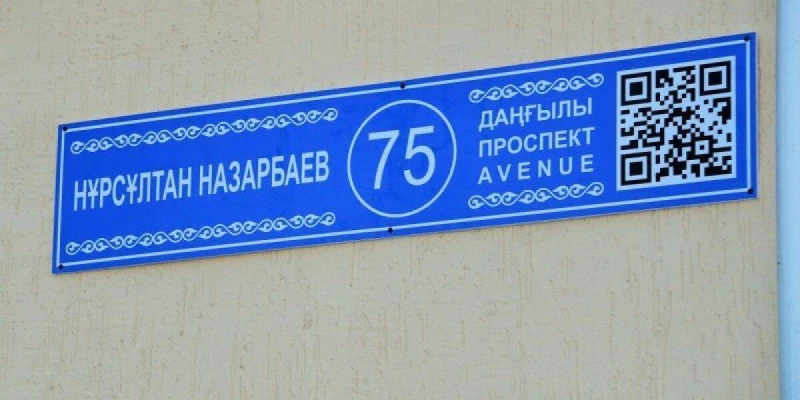 НҰРСҰЛТАН НАЗАРБАЕВ
75
ДАҢҒЫЛЫ
ПРОСПЕКТ
AVENUE